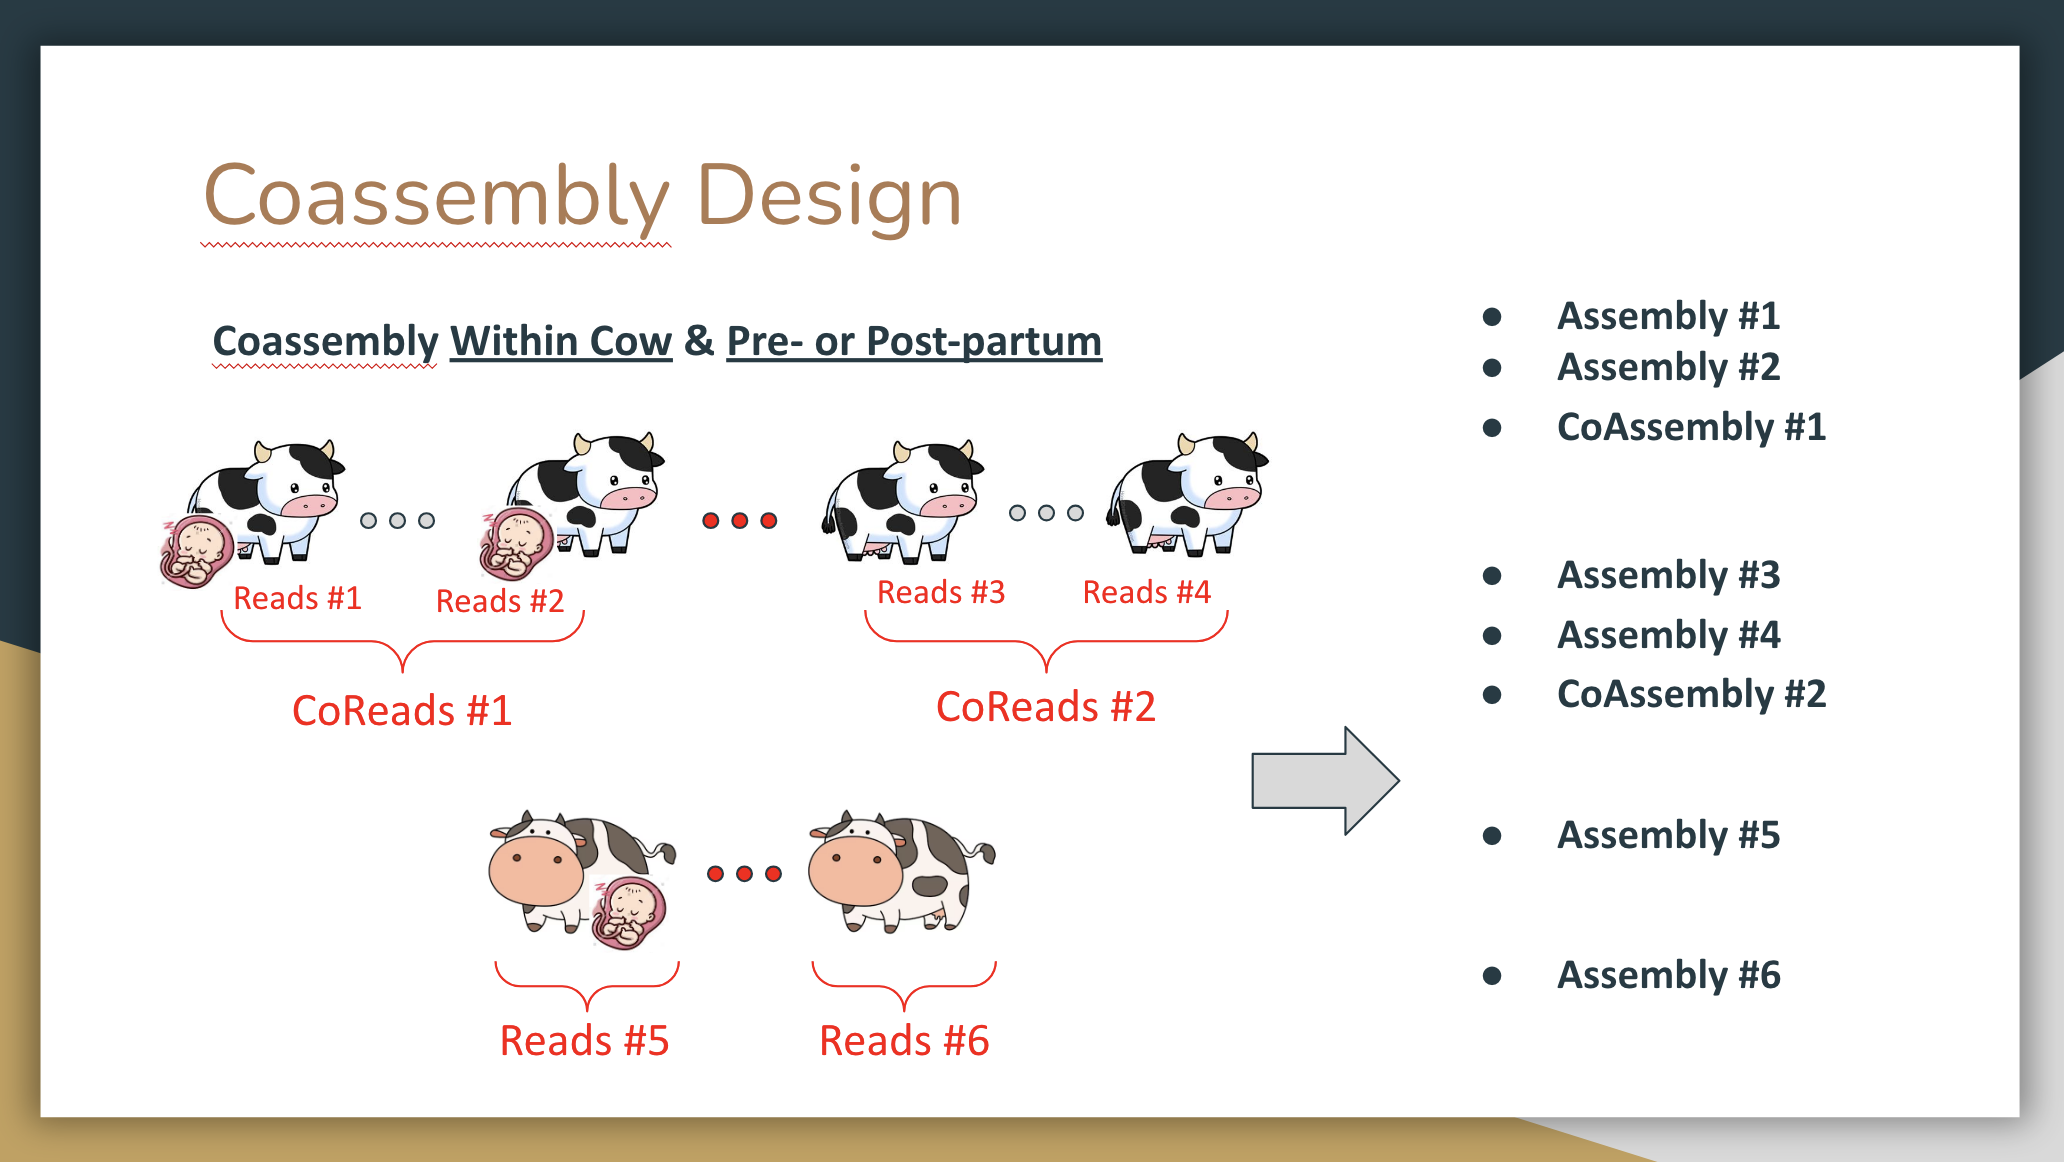 Coassembly Design
Coassembly Within Cow & Pre- or Post-partum
Reads #1
Reads #2
Reads #3
Reads #4
CoReads #1
CoReads #2
Reads #5
Reads #6
Assembly #1
Assembly #2
CoAssembly #1
Assembly #3
Assembly #4
CoAssembly #2
Assembly #5
Assembly #6